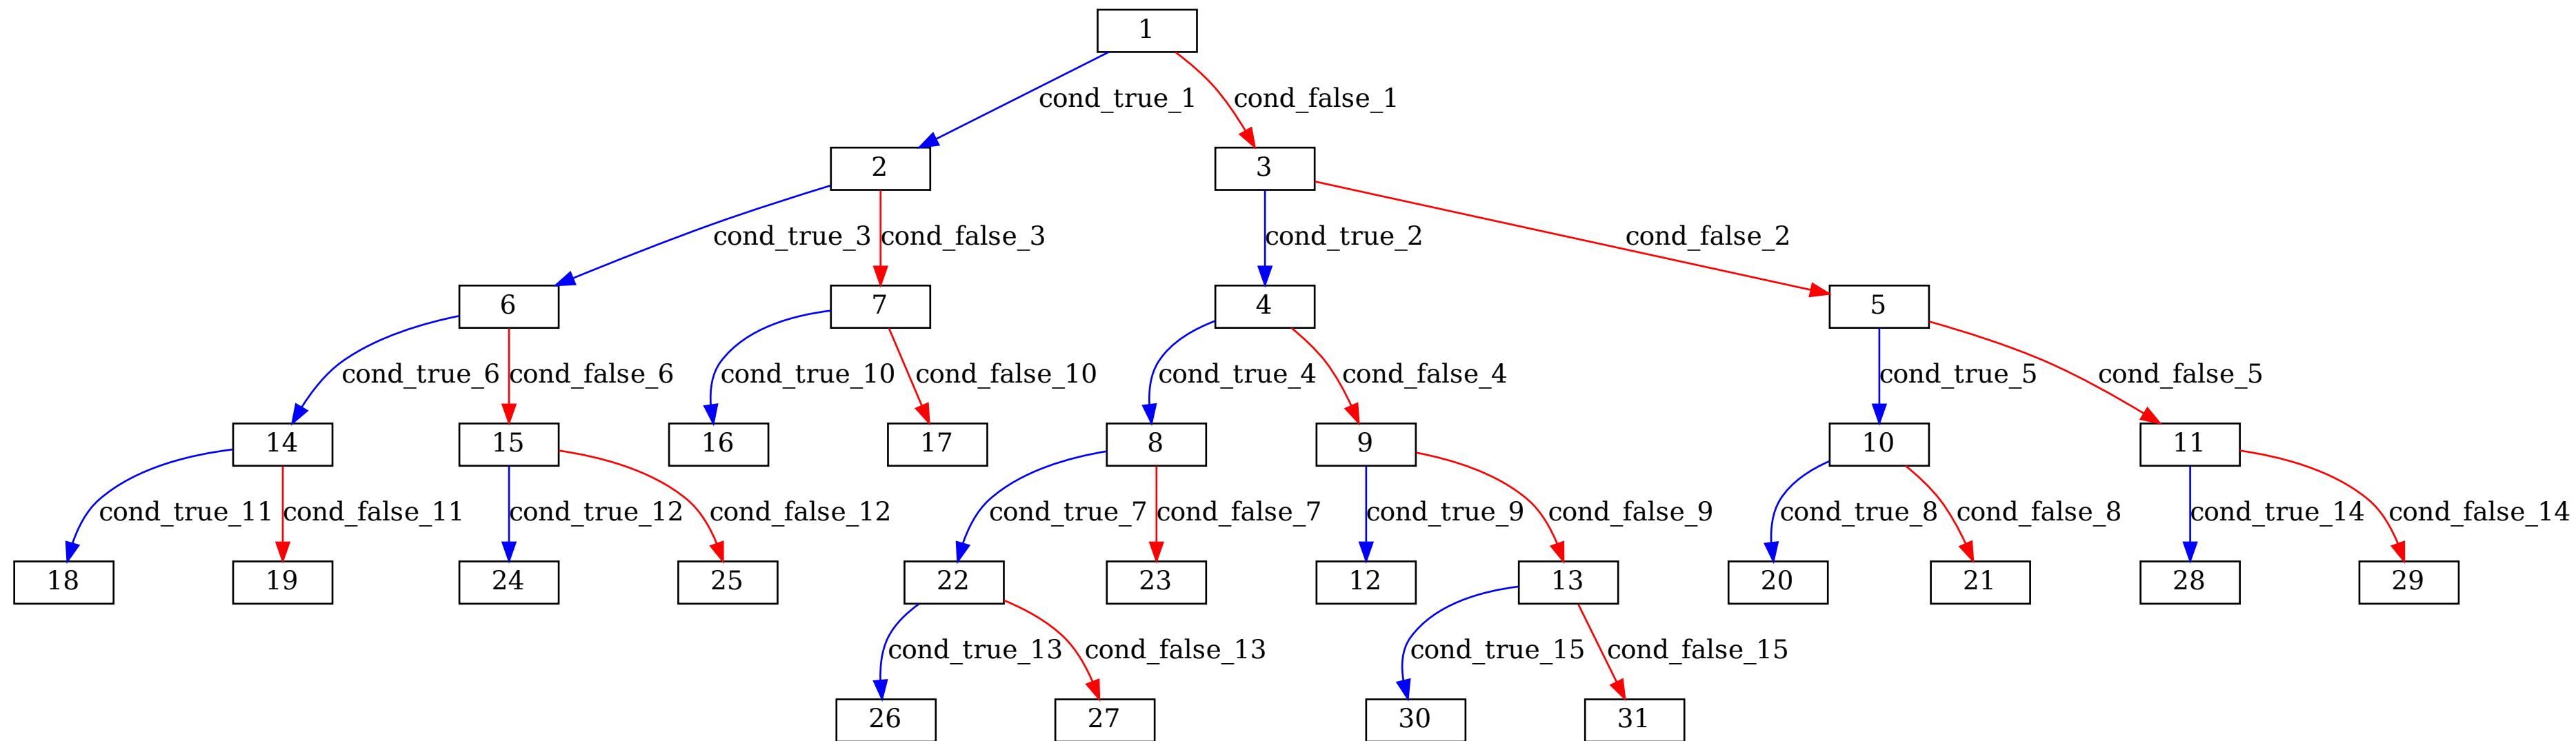 1
cond_true_1 cond_false_1
2 3
cond_true_3 cond_false_3 cond_true_2 cond_false_2
6 7 4 5
cond_true_6 cond_false_6 cond_true_10 cond_false_10 cond_true_4 cond_false_4 cond_true_5 cond_false_5
14 15 16 17 8 9 10 11
cond_true_11 cond_false_11 cond_true_12 cond_false_12 cond_true_7 cond_false_7 cond_true_9 cond_false_9 cond_true_8 cond_false_8 cond_true_14 cond_false_14
18 19 24 25 22 23 12 13 20 21 28 29
cond_true_13 cond_false_13 cond_true_15 cond_false_15
26 27 30 31